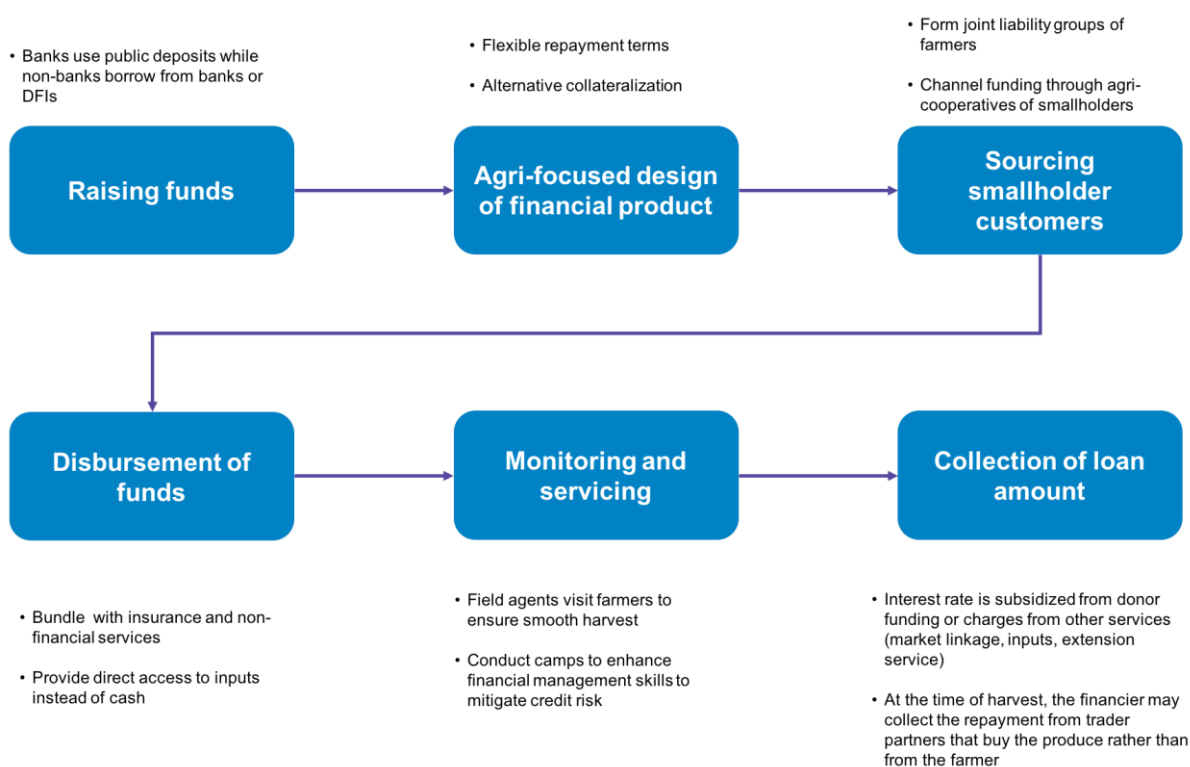 • Banks use public deposits while
non-banks borrow from banks or
DFIs
• Flexible repayment terms
• Alternative collateralization
• Form joint liability groups of
farmers
• Channel funding through agri-
cooperatives of smallholders
Raising funds
Agri-focused design
of financial product
Sourcing
smallholder
customers
Disbursement of
funds
Monitoring and
servicing
Collection of loan
amount
• Bundle with insurance and non-
financial services
• Provide direct access to inputs
instead of cash
• Field agents visit farmers to
ensure smooth harvest
• Conduct camps to enhance
financial management skills to
mitigate credit risk
• Interest rate is subsidized from donor
funding or charges from other services
(market linkage, inputs, extension
service)
• At the time of harvest, the financier may
collect the repayment from trader
partners that buy the produce rather than
from the farmer